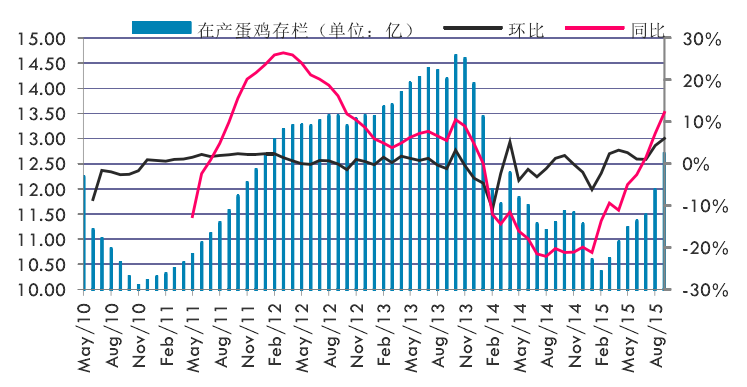 在产蛋鸡存栏（单位：亿） 环比 同比
15.00
14.50
14.00
13.50
13.00
12.50
12.00
11.50
11.00
10.50
10.00
30%
20%
10%
0%
-10%
-20%
-30%
May/10
Aug/10
Nov/10
Feb/11
May/11
Aug/11
Nov/11
Feb/12
May/12
Aug/12
Nov/12
Feb/13
May/13
Aug/13
Nov/13
Feb/14
May/14
Aug/14
Nov/14
Feb/15
May/15
Aug/15